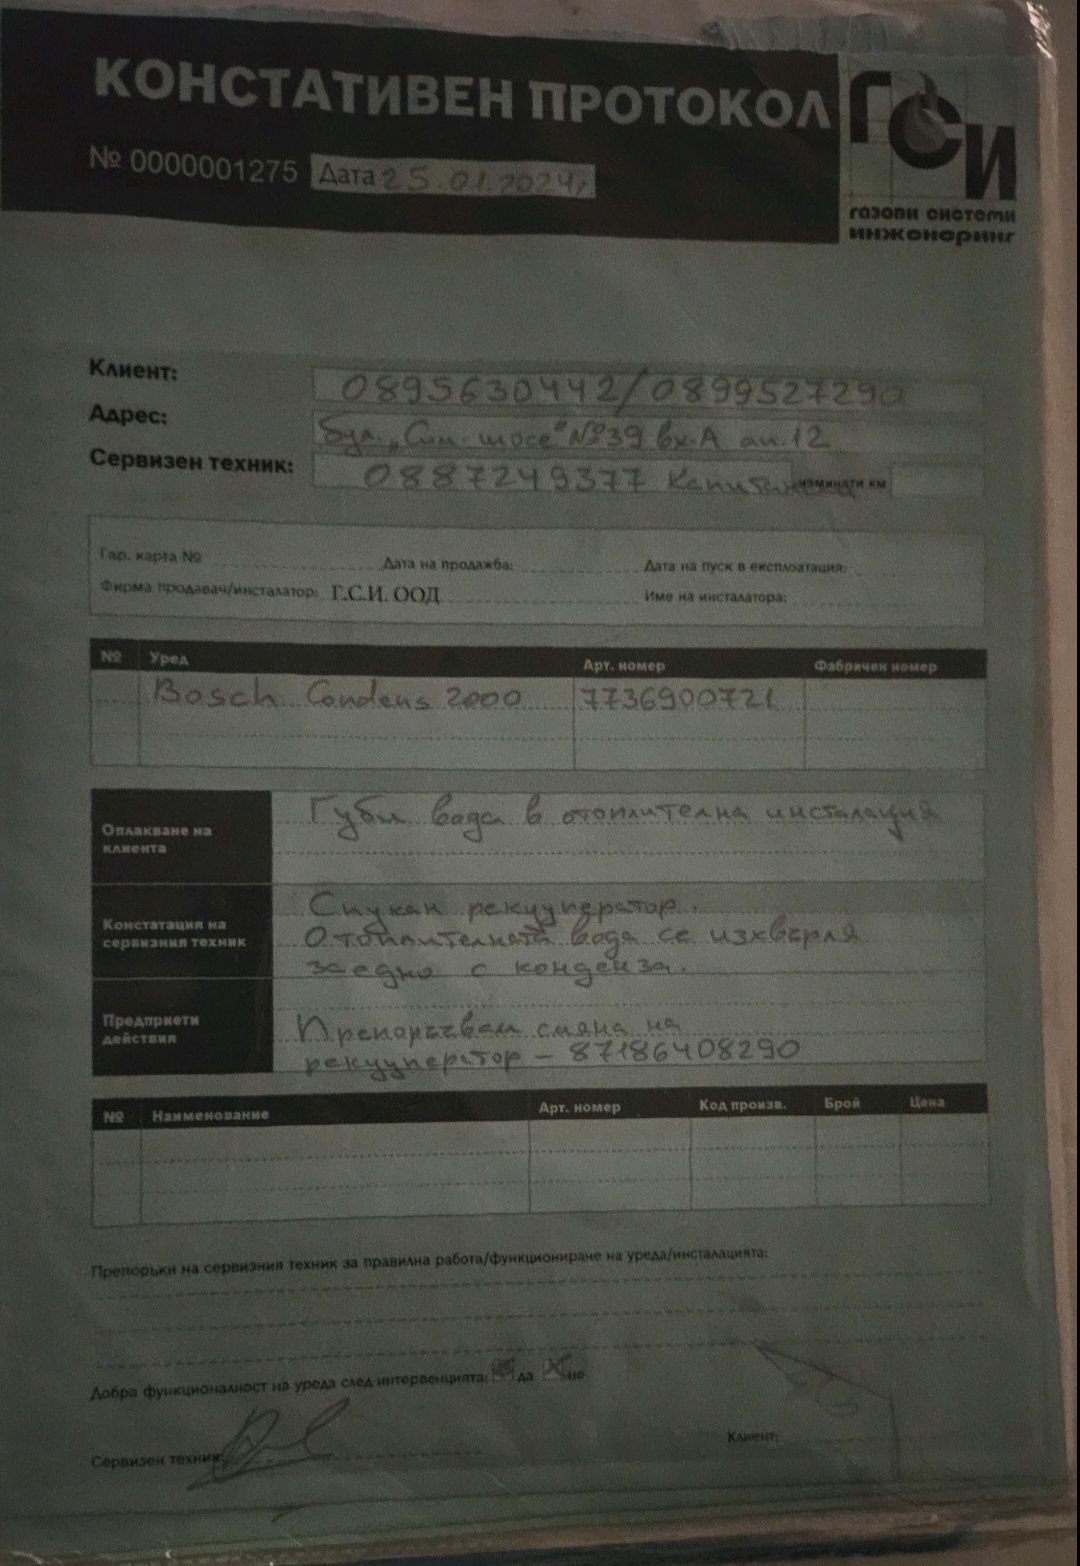 КОНСТАТИВЕН ПРОТОКОЛ
№ 0000001275 Дата 25.01.2024г.
ГСИ
газови системи
инженеринг
Клиент: 0895630442/0899527290
Адрес: бул. „Сим. шосе" №39 вх.А ап.12
Сервизен техник: 0887249377 изминати км
Гар. карта № Дата на продажба: Дата на пуск в експлоатация:
Фирма продавач/инсталатор: Г.С.И. ООД Име на инсталатора:
№ Уред Арт. номер Фабричен номер
Bosch Condens 2000 7736900721
Оплакване на
клиента
Губи вода в отоплителна инсталация
Констатация на
сервизния техник
Спукан рекууператор.
Отоплителната вода се изхвърля
заедно с конденза.
Предприети
действия
Препоръчвам смяна на
рекууператор – 87186408290
№ Наименование Арт. номер Код произв. Брой Цена
Препоръки на сервизния техник за правилна работа/функциониране на уреда/инсталацията:
Добра функционалност на уреда след интервенцията: да не
Сервизен техник: Клиент: